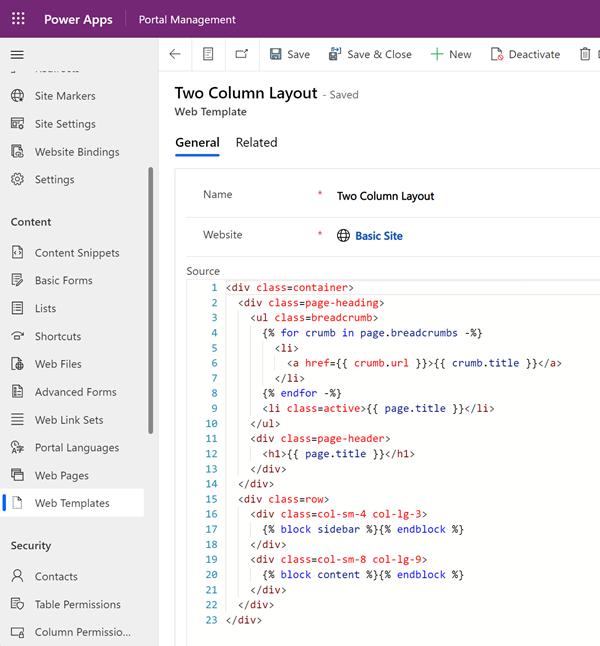 Power Apps
Portal Management
Save
Save & Close
New
Deactivate
Site Markers
Site Settings
Website Bindings
Settings
Content
Content Snippets
Basic Forms
Lists
Shortcuts
Web Files
Advanced Forms
Web Link Sets
Portal Languages
Web Pages
Web Templates
Security
Contacts
Table Permissions
Column Permissio...
Two Column Layout - Saved
Web Template
General
Related
Name * Two Column Layout
Website * Basic Site
Source
1 <div class=container>
2 <div class=page-heading>
3 <ul class=breadcrumb>
4 {% for crumb in page.breadcrumbs -%}
5 <li>
6 <a href={{ crumb.url }}>{{ crumb.title }}</a>
7 </li>
8 {% endfor -%}
9 <li class=active>{{ page.title }}</li>
10 </ul>
11 <div class=page-header>
12 <h1>{{ page.title }}</h1>
13 </div>
14 </div>
15 <div class=row>
16 <div class=col-sm-4 col-lg-3>
17 {% block sidebar %}{% endblock %}
18 </div>
19 <div class=col-sm-8 col-lg-9>
20 {% block content %}{% endblock %}
21 </div>
22 </div>
23 </div>